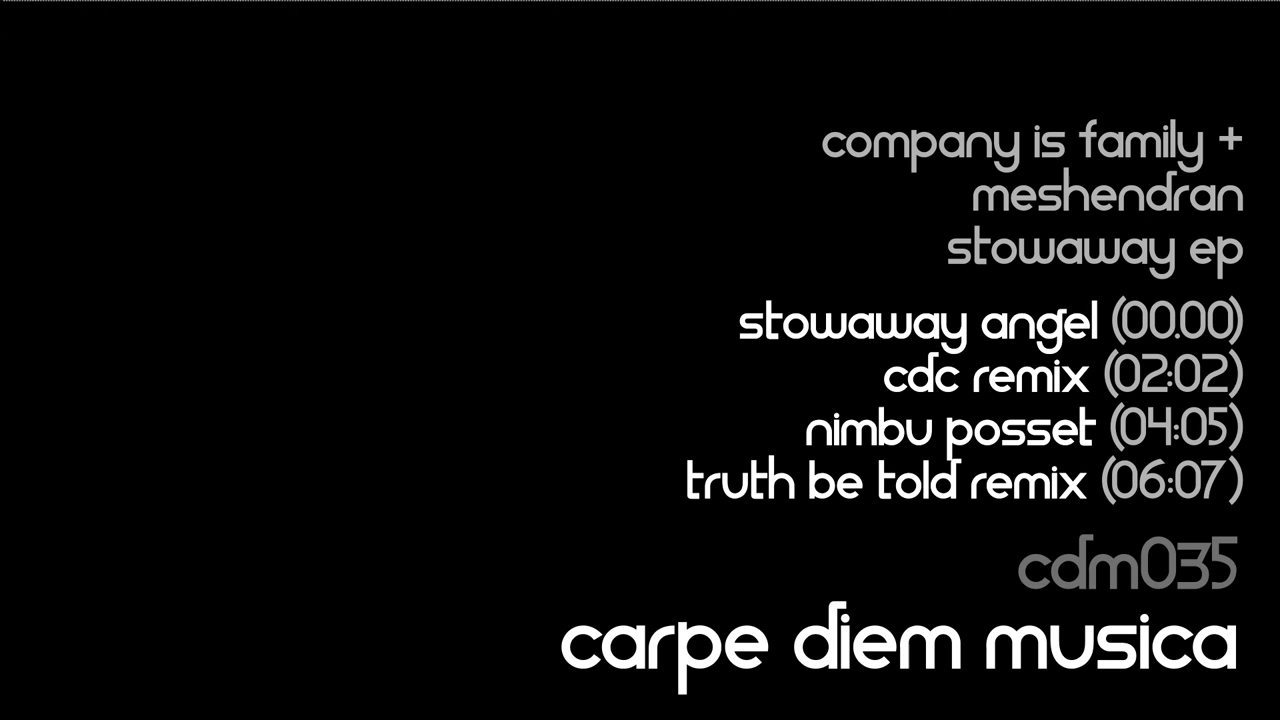 company is family +
meshendran
stowaway ep
stowaway angel (00.00)
cdc remix (02:02)
nimbu posset (04:05)
truth be told remix (06:07)
cdm035
carpe diem musica